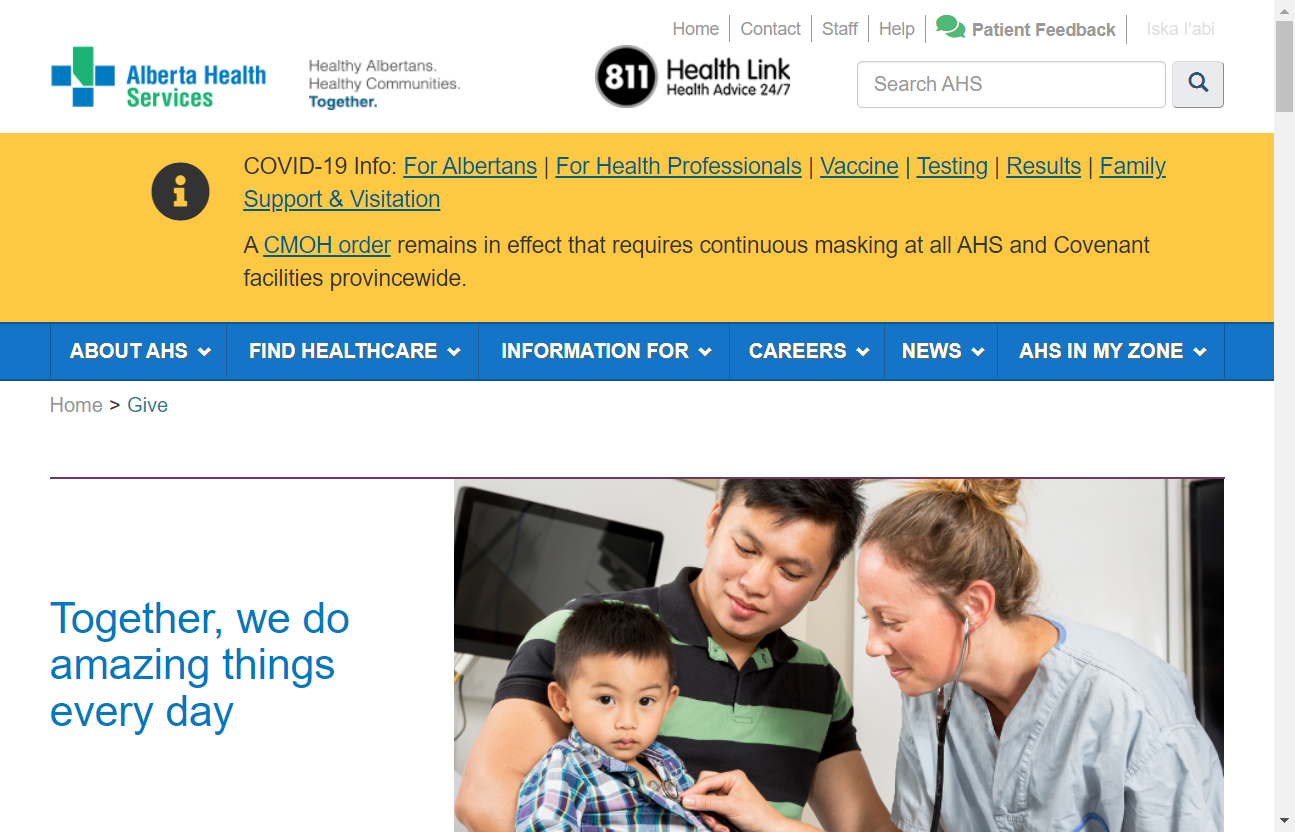 Home Contact Staff Help Patient Feedback Iska I'abi
Alberta Health
Services
Healthy Albertans.
Healthy Communities.
Together.
811 Health Link
Health Advice 24/7
Search AHS
COVID-19 Info: For Albertans | For Health Professionals | Vaccine | Testing | Results | Family
Support & Visitation
A CMOH order remains in effect that requires continuous masking at all AHS and Covenant
facilities provincewide.
ABOUT AHS FIND HEALTHCARE INFORMATION FOR CAREERS NEWS AHS IN MY ZONE
Home > Give
Together, we do
amazing things
every day